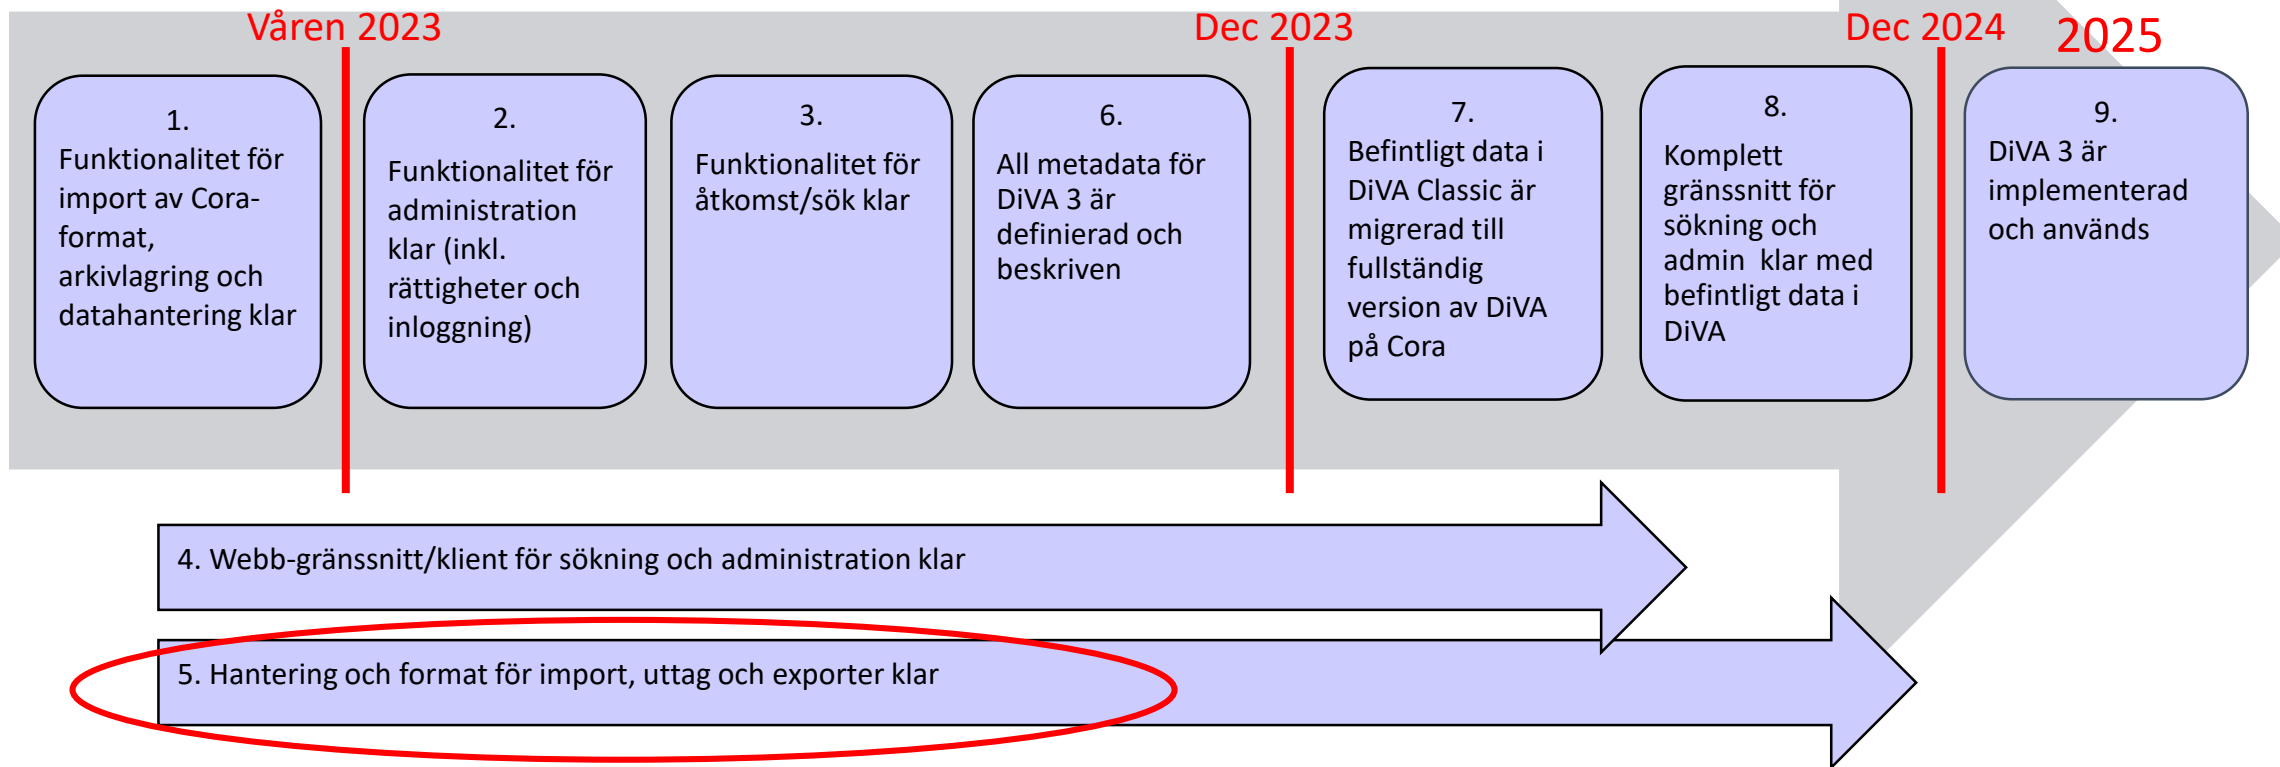 Våren 2023
Dec 2023
Dec 2024
2025
1.
Funktionalitet för
import av Cora-
format,
arkivlagring och
datahantering klar
2.
Funktionalitet för
administration
klar (inkl.
rättigheter och
inloggning)
3.
Funktionalitet för
åtkomst/sök klar
6.
All metadata för
DiVA 3 är
definierad och
beskriven
7.
Befintligt data i
DiVA Classic är
migrerad till
fullständig
version av DiVA
på Cora
8.
Komplett
gränssnitt för
sökning och
admin klar med
befintligt data i
DiVA
9.
DiVA 3 är
implementerad
och används
4. Webb-gränssnitt/klient för sökning och administration klar
5. Hantering och format för import, uttag och exporter klar